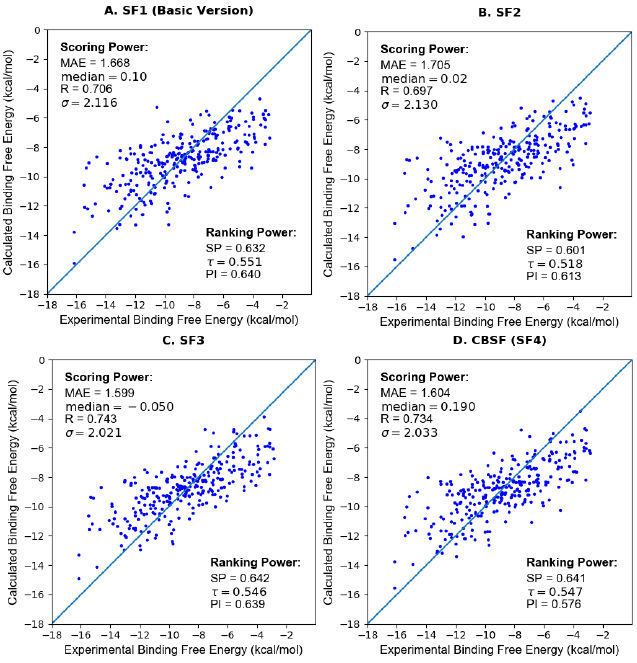 A. SF1 (Basic Version)
0
−2
−4
−6
−8
−10
−12
−14
−16
−18
Calculated Binding Free Energy (kcal/mol)
Scoring Power:
MAE = 1.668
median = 0.10
R = 0.706
σ = 2.116
Ranking Power:
SP = 0.632
τ = 0.551
PI = 0.640
−18 −16 −14 −12 −10 −8 −6 −4 −2
Experimental Binding Free Energy (kcal/mol)
B. SF2
0
−2
−4
−6
−8
−10
−12
−14
−16
−18
Calculated Binding Free Energy (kcal/mol)
Scoring Power:
MAE = 1.705
median = 0.02
R = 0.697
σ = 2.130
Ranking Power:
SP = 0.601
τ = 0.518
PI = 0.613
−18 −16 −14 −12 −10 −8 −6 −4 −2
Experimental Binding Free Energy (kcal/mol)
C. SF3
0
−2
−4
−6
−8
−10
−12
−14
−16
−18
Calculated Binding Free Energy (kcal/mol)
Scoring Power:
MAE = 1.599
median = − 0.050
R = 0.743
σ = 2.021
Ranking Power:
SP = 0.642
τ = 0.546
PI = 0.639
−18 −16 −14 −12 −10 −8 −6 −4 −2
Experimental Binding Free Energy (kcal/mol)
D. CBSF (SF4)
0
−2
−4
−6
−8
−10
−12
−14
−16
−18
Calculated Binding Free Energy (kcal/mol)
Scoring Power:
MAE = 1.604
median = 0.190
R = 0.734
σ = 2.033
Ranking Power:
SP = 0.641
τ = 0.547
PI = 0.576
−18 −16 −14 −12 −10 −8 −6 −4 −2
Experimental Binding Free Energy (kcal/mol)